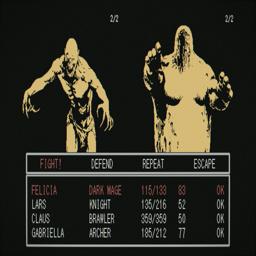 2/2 2/2
FIGHT! DEFEND REPEAT ESCAPE
FELICIA DARK MAGE 115/133 83 OK
LARS KNIGHT 135/216 52 OK
CLAUS BRAWLER 359/359 50 OK
GABRIELLA ARCHER 185/212 77 OK